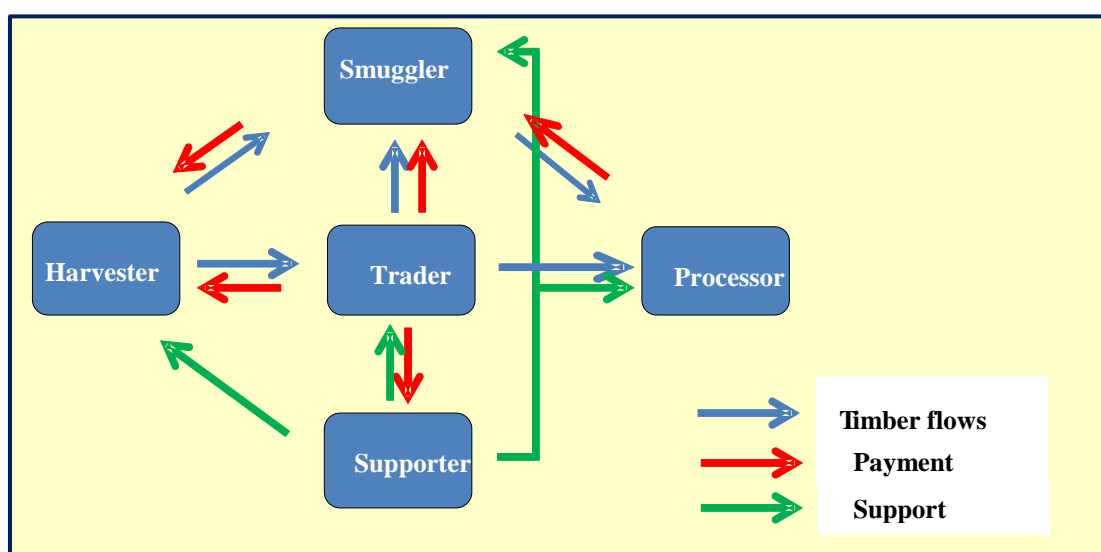 Smuggler
Harvester
Trader
Processor
Supporter
Timber flows
Payment
Support